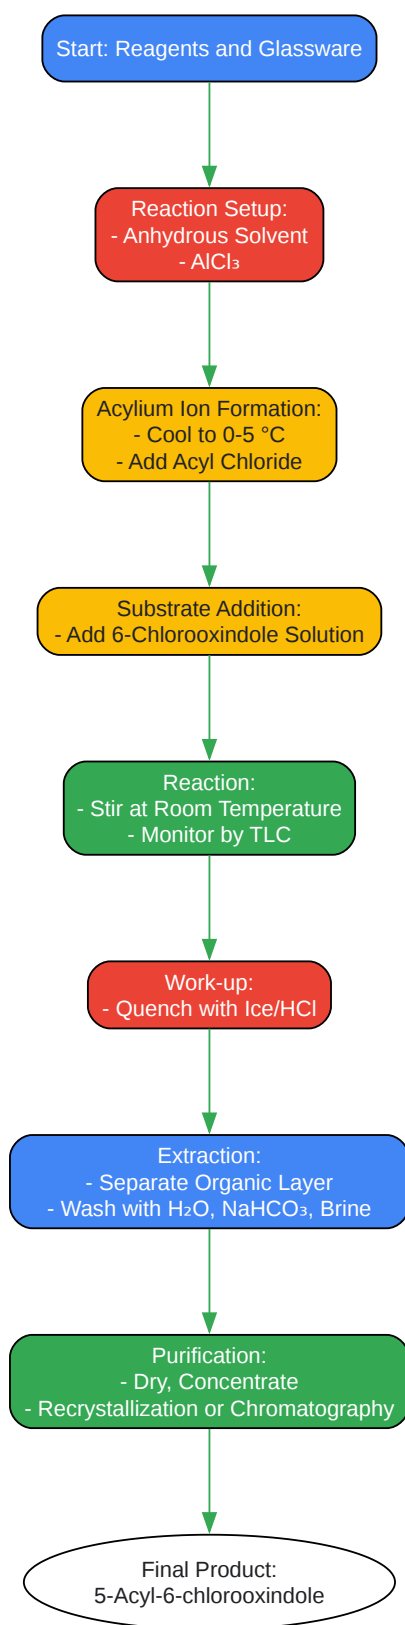 Start: Reagents and Glassware
Reaction Setup:
- Anhydrous Solvent
- AlCl₃
Acylium Ion Formation:
- Cool to 0-5 °C
- Add Acyl Chloride
Substrate Addition:
- Add 6-Chlorooxindole Solution
Reaction:
- Stir at Room Temperature
- Monitor by TLC
Work-up:
- Quench with Ice/HCl
Extraction:
- Separate Organic Layer
- Wash with H₂O, NaHCO₃, Brine
Purification:
- Dry, Concentrate
- Recrystallization or Chromatography
Final Product:
5-Acyl-6-chlorooxindole